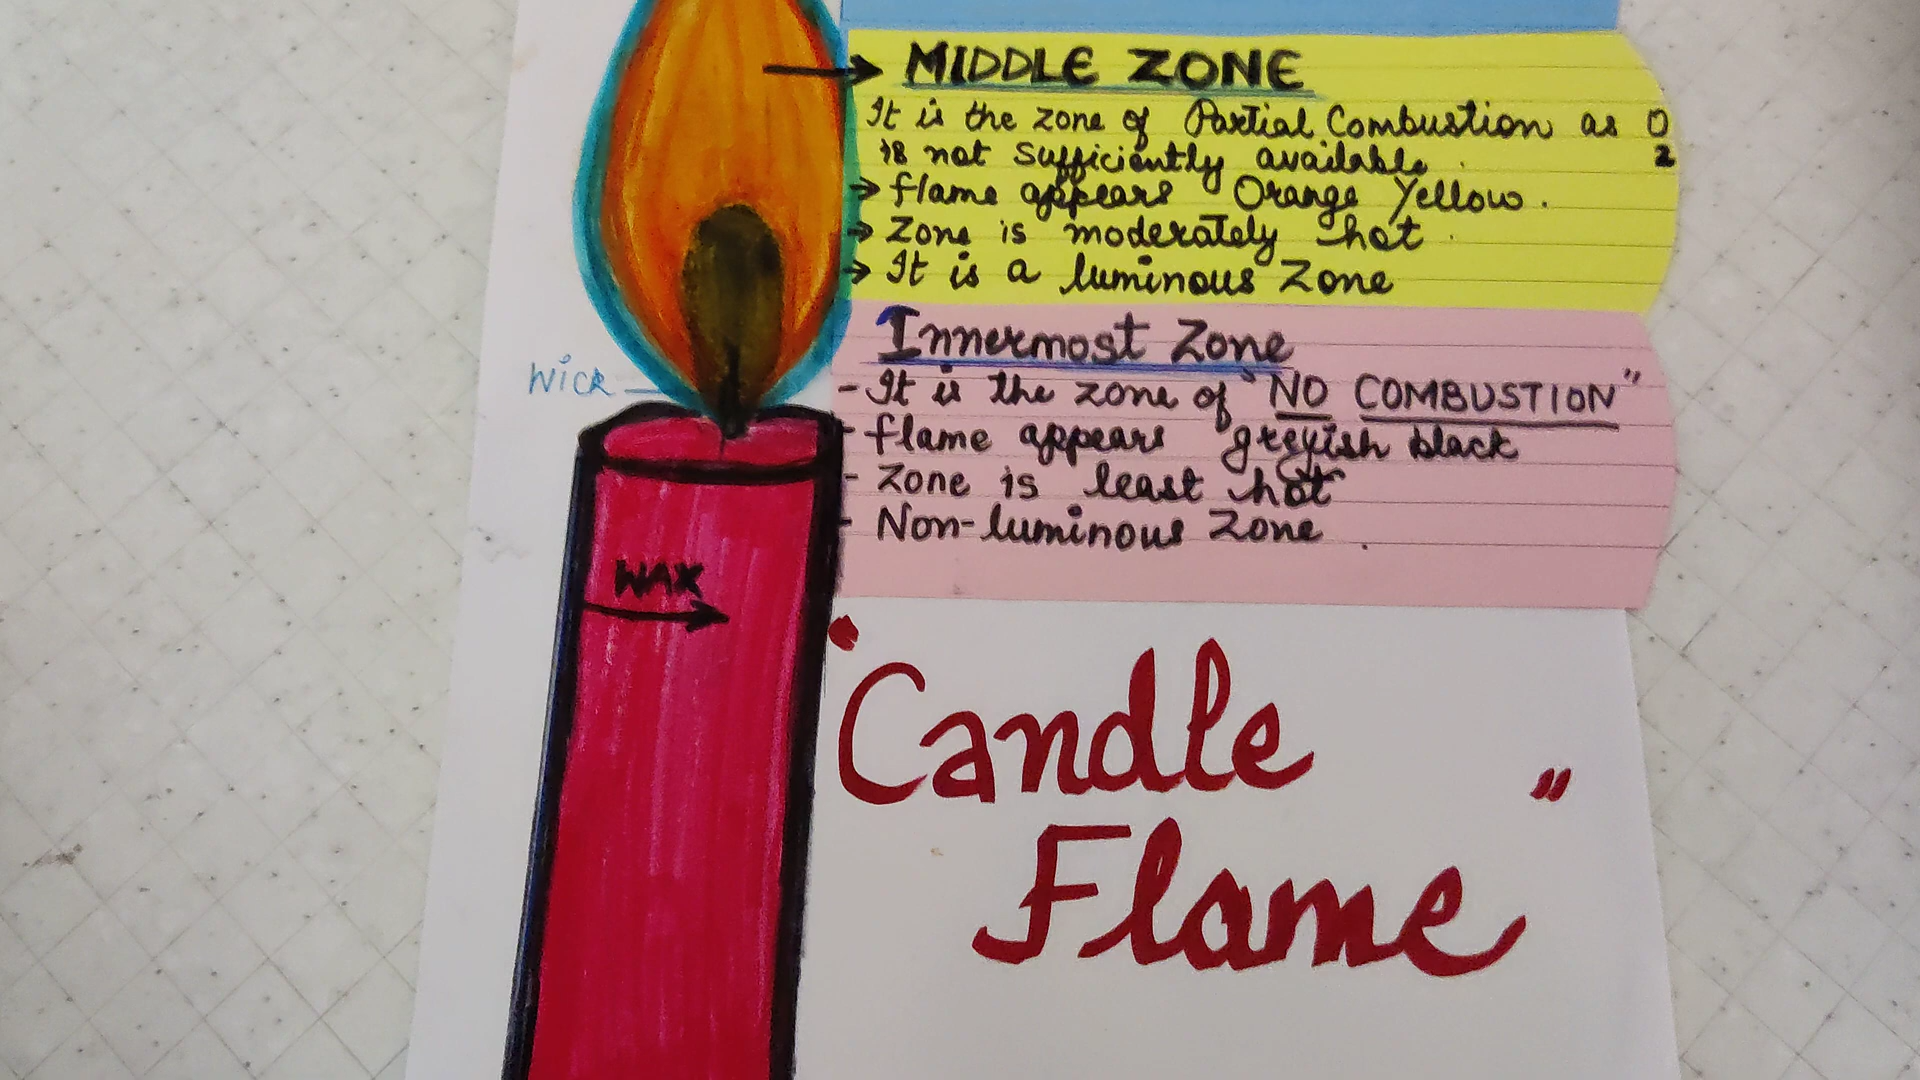 MIDDLE ZONE
It is the zone of Partial Combustion as O2
is not sufficiently available.
→ flame appears Orange Yellow.
→ Zone is moderately hot.
→ It is a luminous Zone
Innermost Zone
- It is the zone of "NO COMBUSTION"
- flame appears greyish black
- Zone is least hot
- Non-luminous Zone.
Wick
WAX
"Candle
Flame"